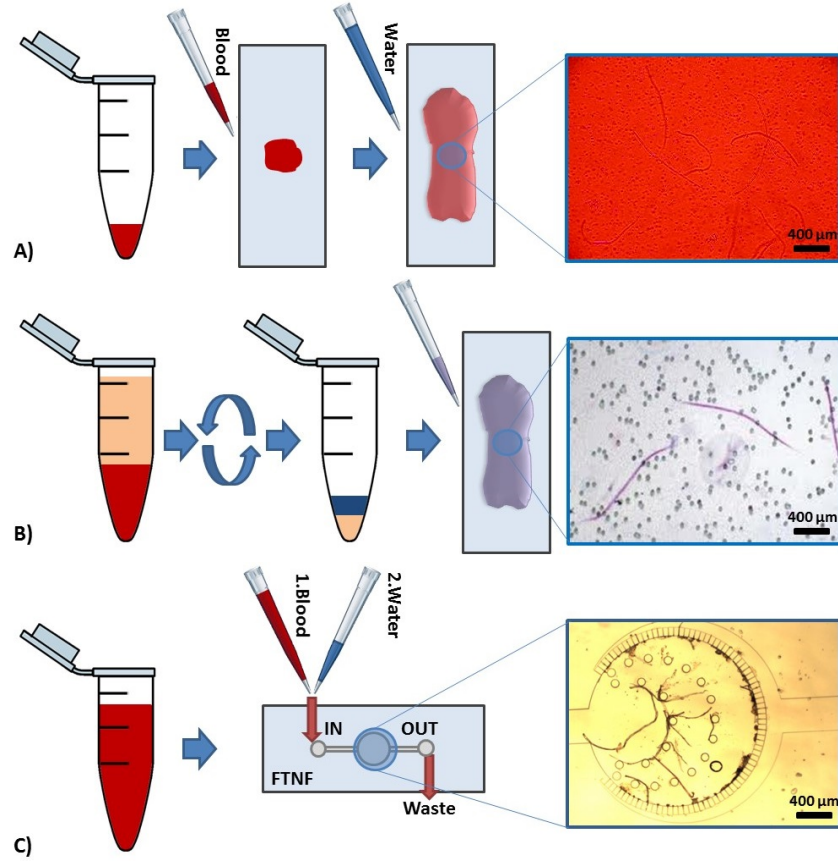 Blood
Water
A)
400 µm
B)
400 µm
1.Blood
2.Water
IN
OUT
FTNF
Waste
C)
400 µm